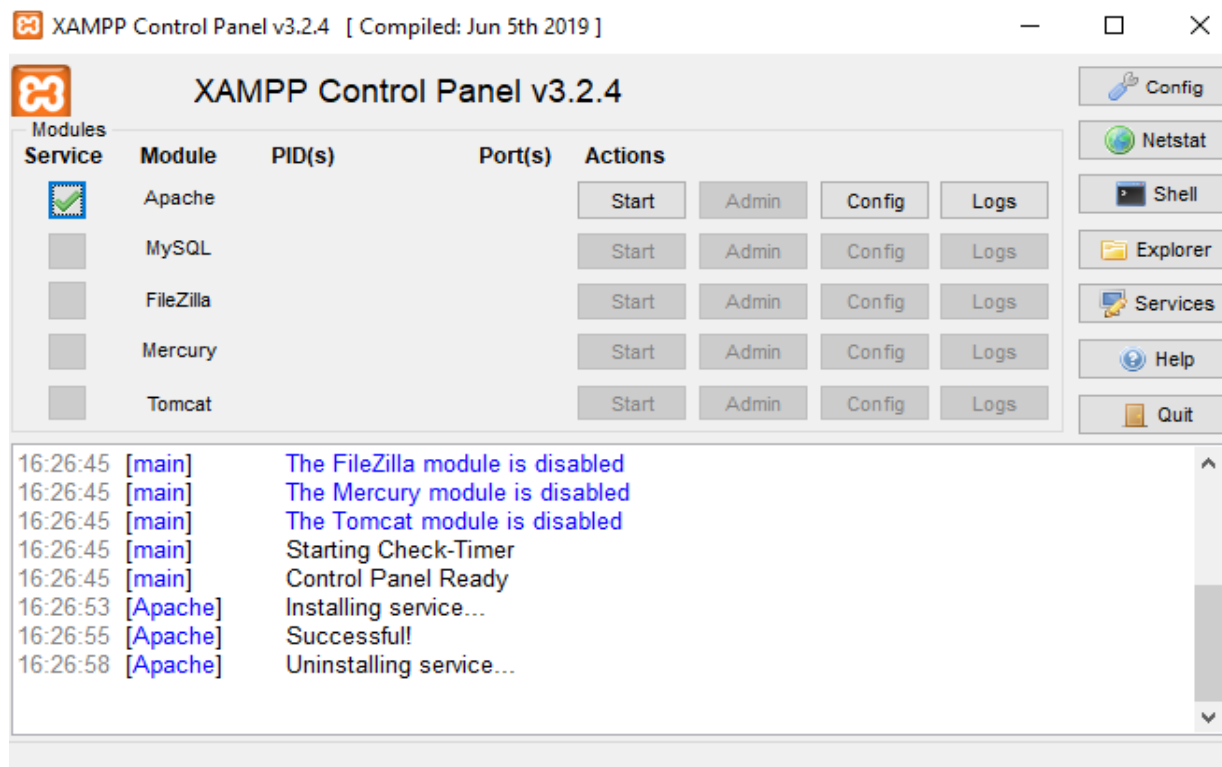 XAMPP Control Panel v3.2.4 [ Compiled: Jun 5th 2019 ]
XAMPP Control Panel v3.2.4
Config
Modules
Service Module PID(s) Port(s) Actions
Netstat
Apache Start Admin Config Logs
Shell
MySQL Start Admin Config Logs
Explorer
FileZilla Start Admin Config Logs
Services
Mercury Start Admin Config Logs
Help
Tomcat Start Admin Config Logs
Quit
16:26:45 [main] The FileZilla module is disabled
16:26:45 [main] The Mercury module is disabled
16:26:45 [main] The Tomcat module is disabled
16:26:45 [main] Starting Check-Timer
16:26:45 [main] Control Panel Ready
16:26:53 [Apache] Installing service...
16:26:55 [Apache] Successful!
16:26:58 [Apache] Uninstalling service...